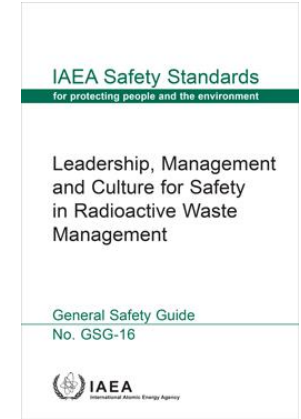 IAEA Safety Standards
for protecting people and the environment
Leadership, Management
and Culture for Safety
in Radioactive Waste
Management
General Safety Guide
No. GSG-16
IAEA
International Atomic Energy Agency